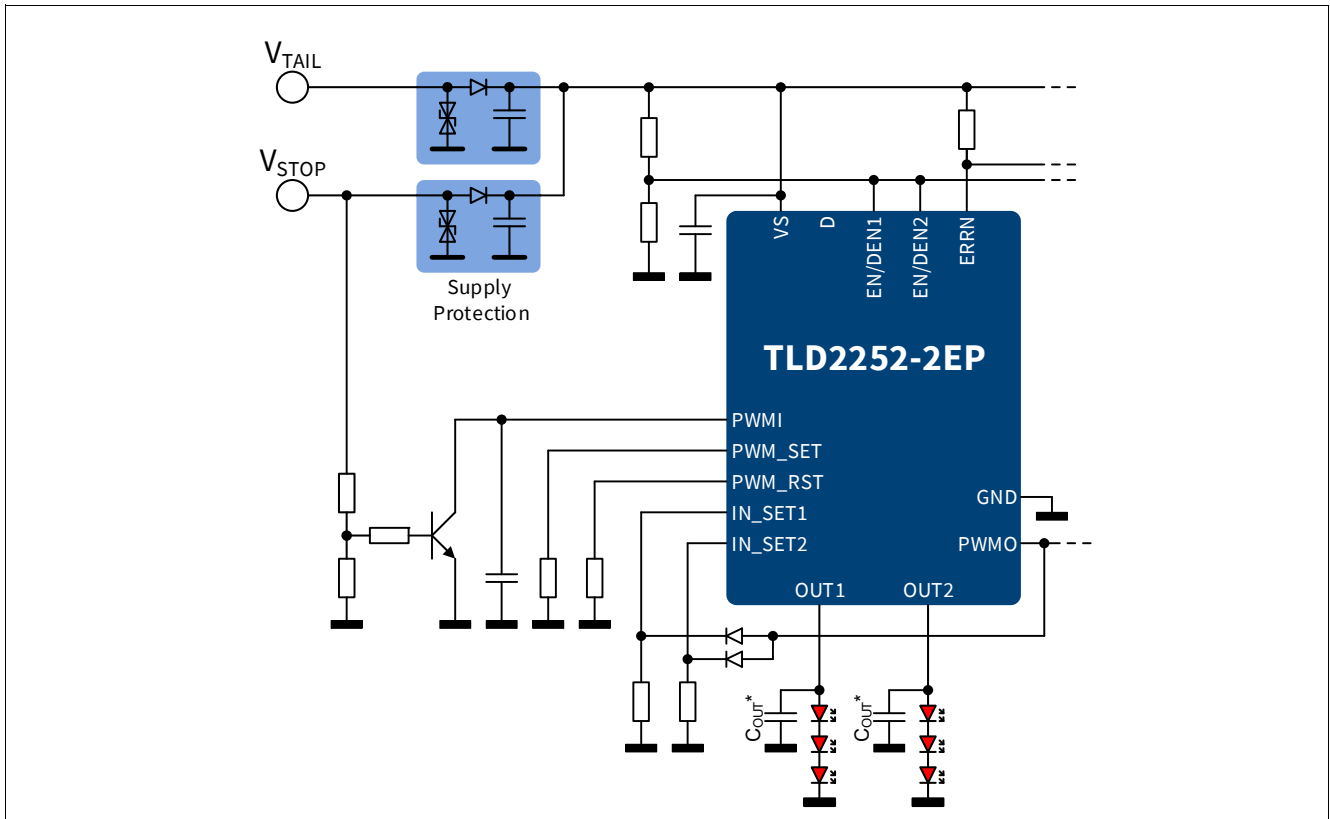 VTAIL
VSTOP
Supply
Protection
VS
D
EN/DEN1
EN/DEN2
ERRN
TLD2252-2EP
PWMI
PWM_SET
PWM_RST
IN_SET1
IN_SET2
GND
PWMO
OUT1
OUT2
COUT*
COUT*